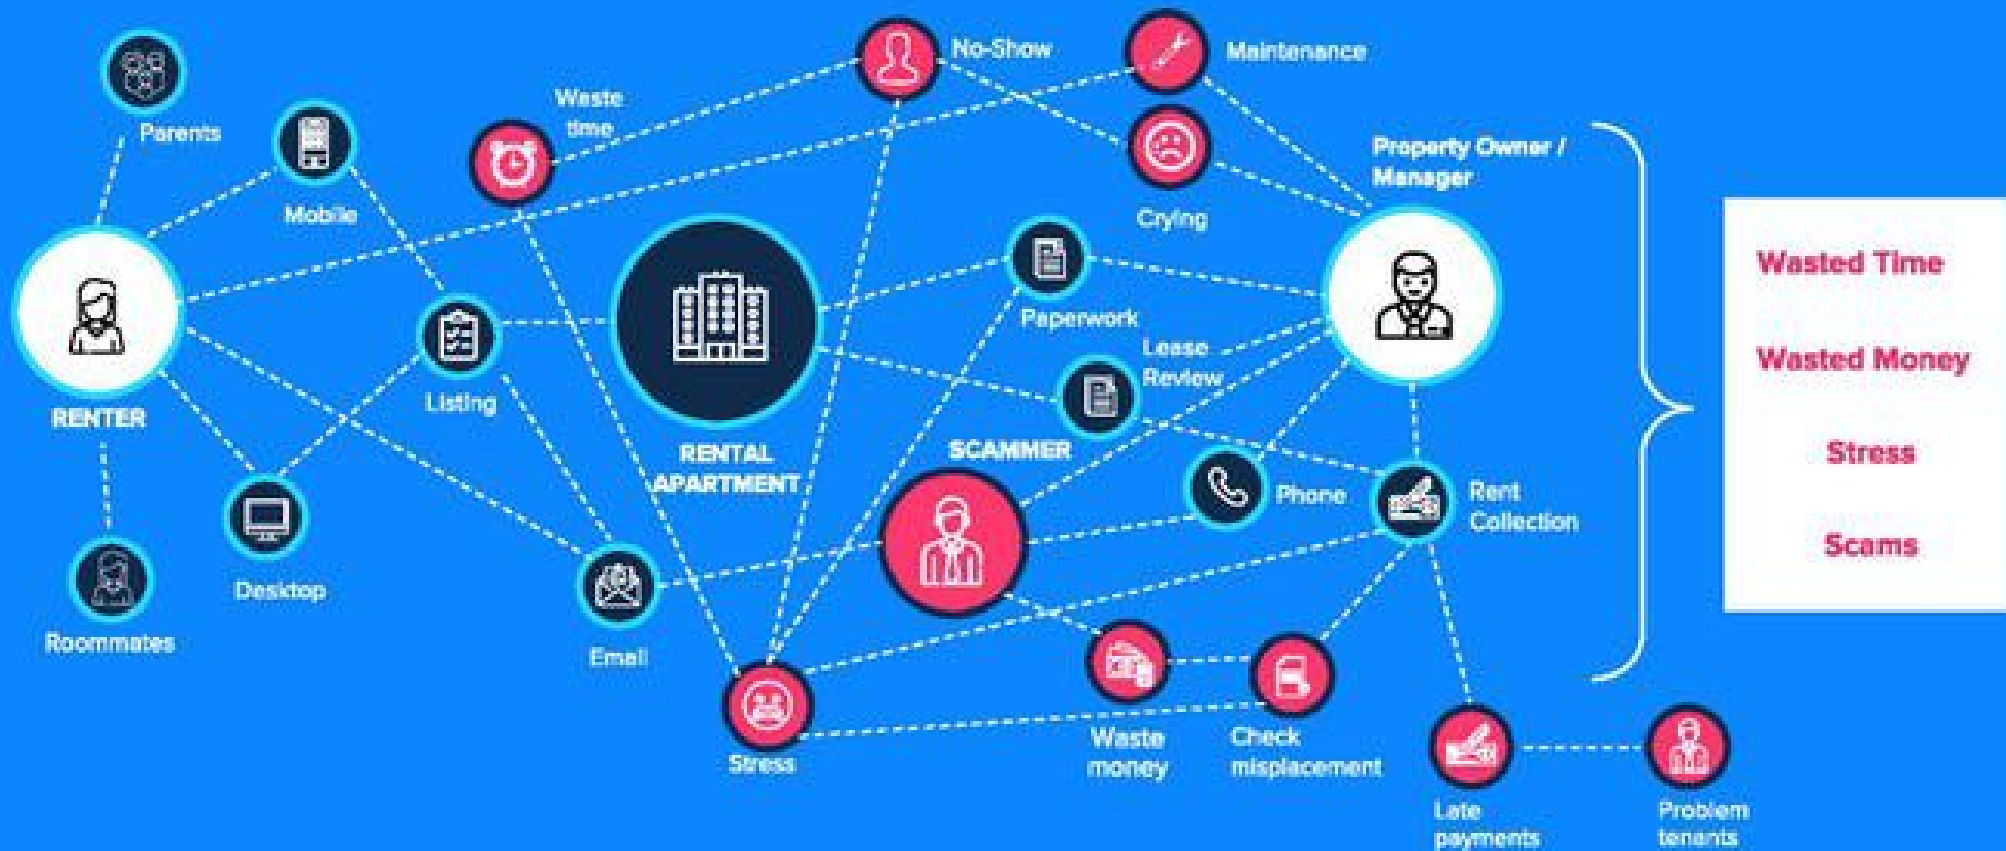 No-Show
Maintenance
Waste
time
Parents
Property Owner /
Manager
Mobile
Crying
Wasted Time
Paperwork
Lease
Review
Wasted Money
Listing
RENTER
RENTAL
APARTMENT
SCAMMER
Stress
Phone
Rent
Collection
Scams
Desktop
Roommates
Email
Stress
Waste
money
Check
misplacement
Late
payments
Problem
tenants